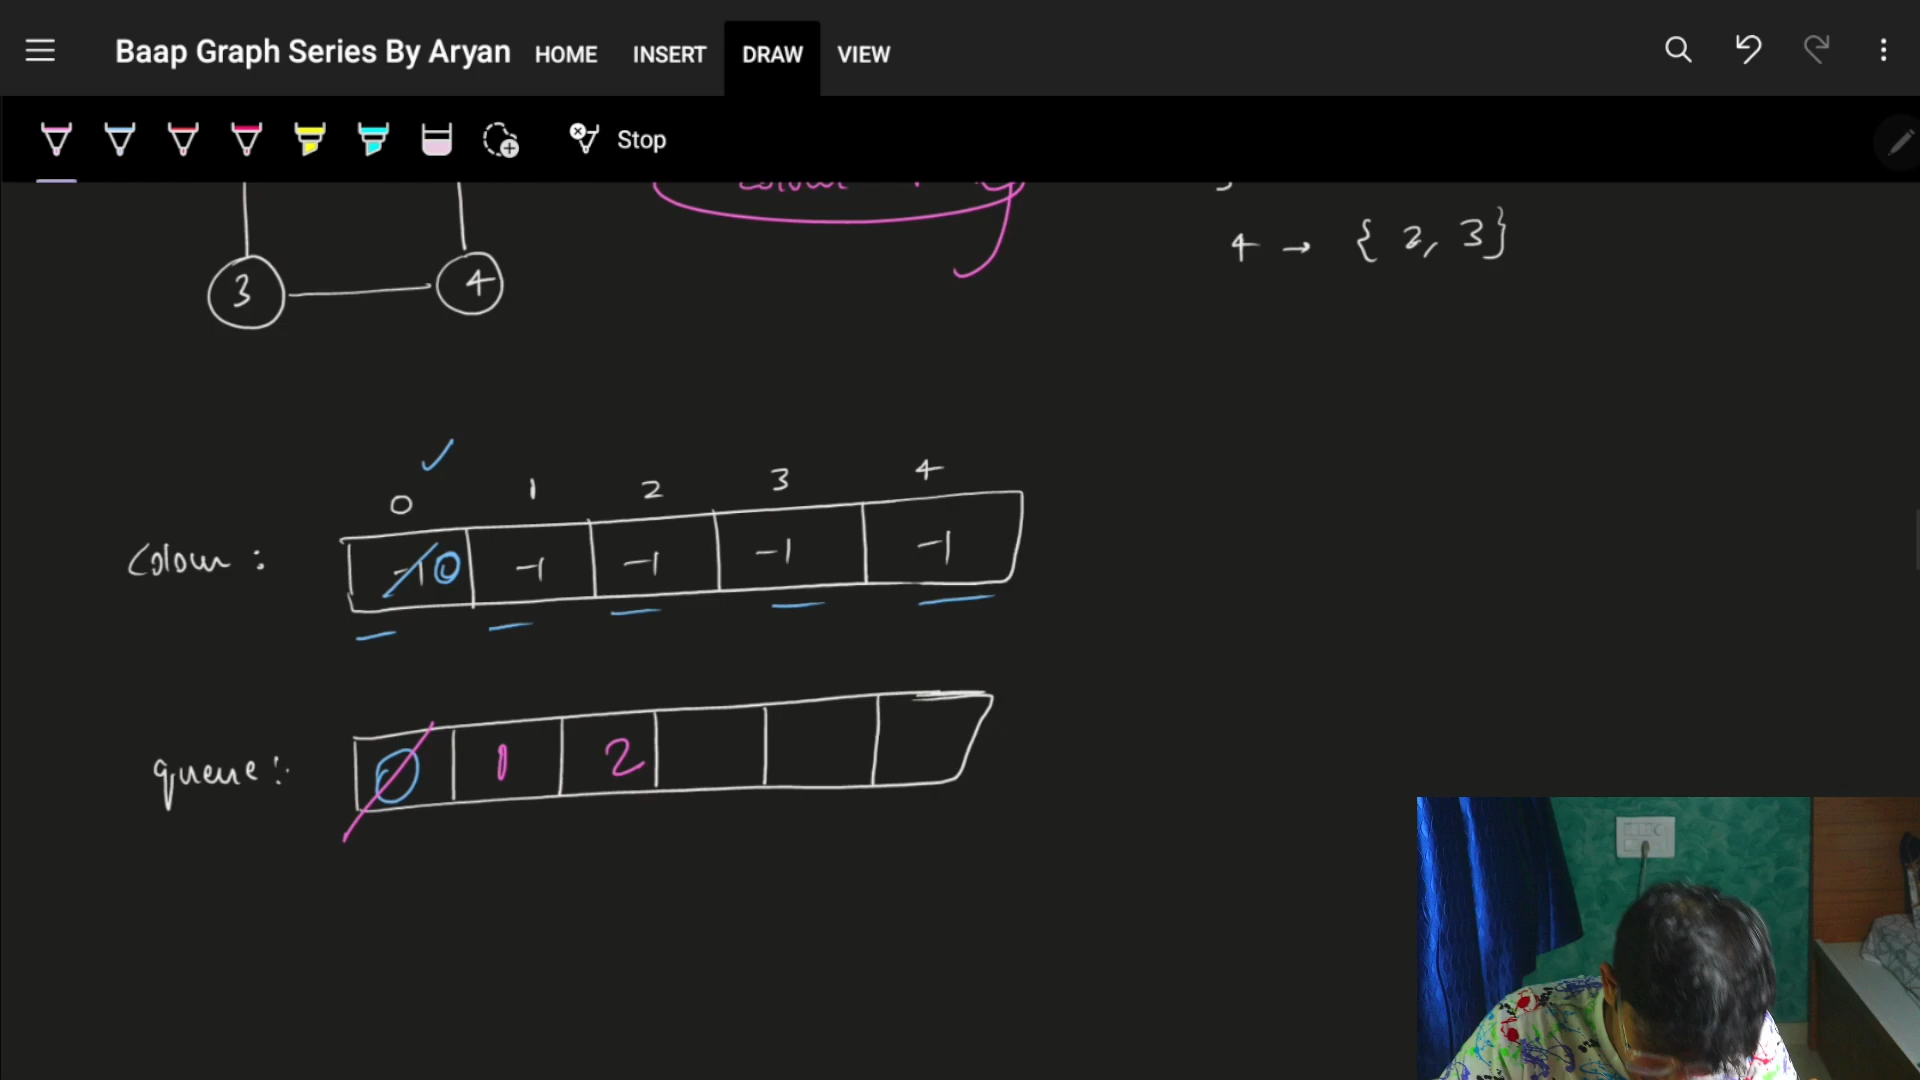 Baap Graph Series By Aryan HOME INSERT DRAW VIEW
Stop
4 → { 2, 3}
3 4
0 1 2 3 4
Colour : -1 0 -1 -1 -1 -1
queue : 0 1 2